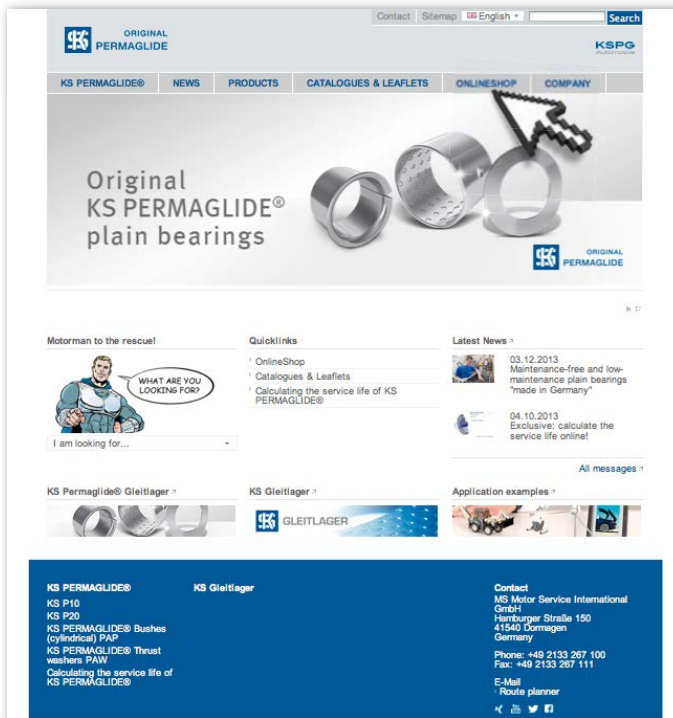 Contact Sitemap English Search
KS ORIGINAL
PERMAGLIDE
KSPG
Automotive
KS PERMAGLIDE® NEWS PRODUCTS CATALOGUES & LEAFLETS ONLINESHOP COMPANY
Original
KS PERMAGLIDE®
plain bearings
KS ORIGINAL
PERMAGLIDE
Motorman to the rescue!
WHAT ARE YOU
LOOKING FOR?
I am looking for...
Quicklinks
OnlineShop
Catalogues & Leaflets
Calculating the service life of KS
PERMAGLIDE®
Latest News
03.12.2013
Maintenance-free and low-
maintenance plain bearings
"made in Germany"
04.10.2013
Exclusive: calculate the
service life online!
All messages
KS Permaglide® Gleitlager
KS Gleitlager
KS GLEITLAGER
Application examples
KS PERMAGLIDE®
KS P10
KS P20
KS PERMAGLIDE® Bushes
(cylindrical) PAP
KS PERMAGLIDE® Thrust
washers PAW
Calculating the service life of
KS PERMAGLIDE®
KS Gleitlager
Contact
MS Motor Service International
GmbH
Hamburger Straße 150
41540 Dormagen
Germany
Phone: +49 2133 267 100
Fax: +49 2133 267 111
E-Mail
Route planner